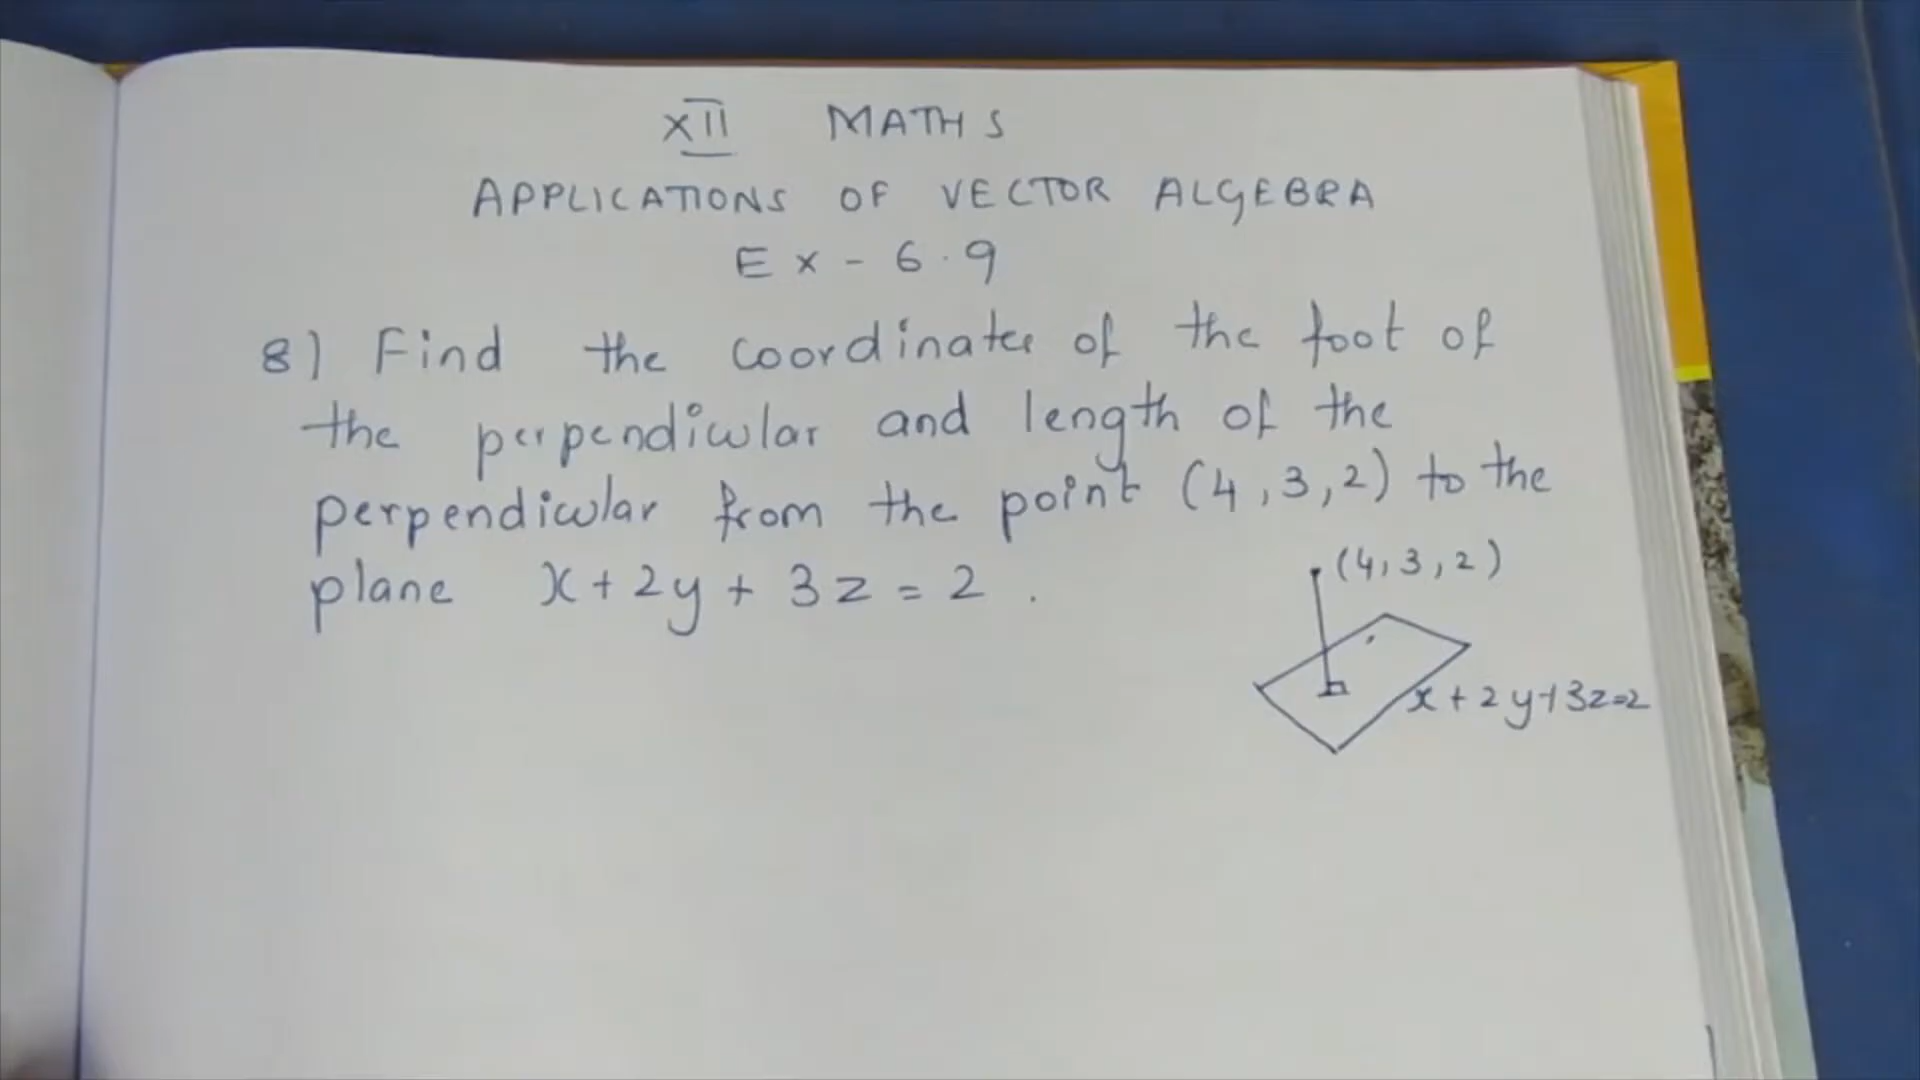 XII MATHS
APPLICATIONS OF VECTOR ALGEBRA
Ex - 6.9
8) Find the coordinates of the foot of
the perpendicular and length of the
perpendicular from the point (4,3,2) to the
plane x+2y+3z=2.
(4,3,2)
x+2y+3z=2